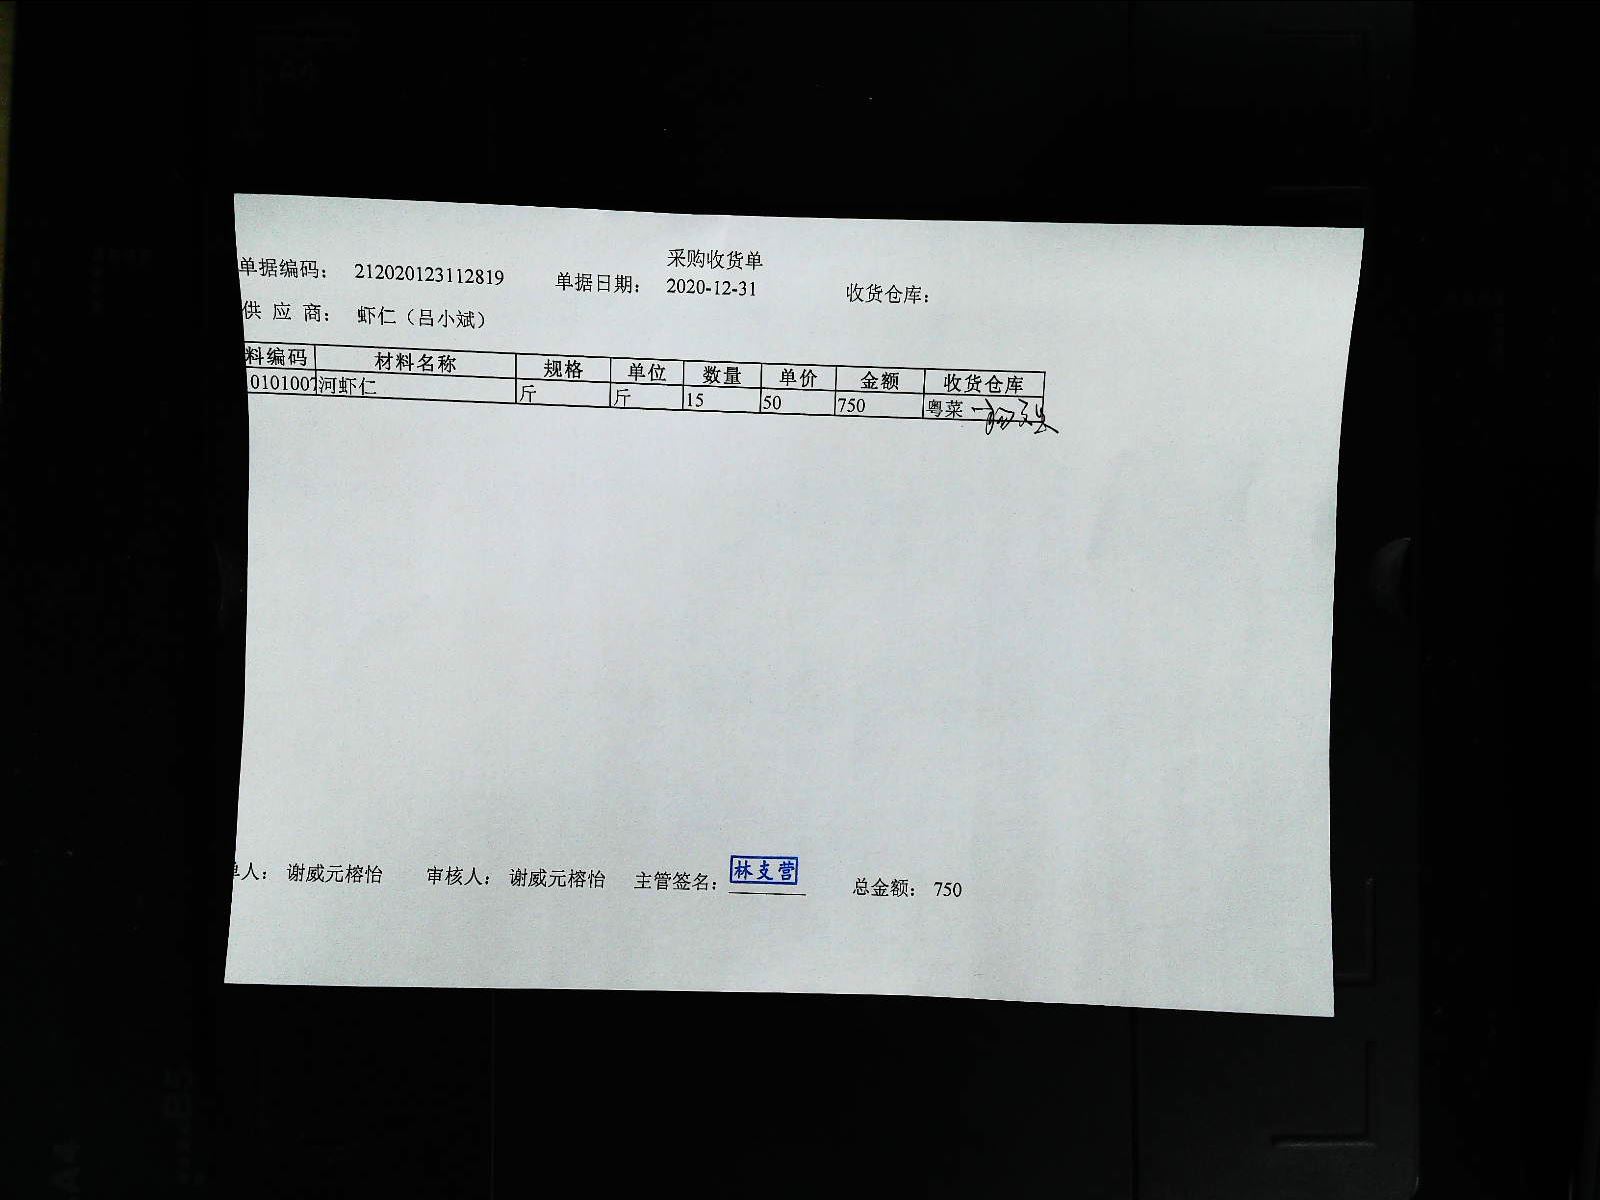 采购收货单
单据编码： 212020123112819 单据日期： 2020-12-31 收货仓库：
供 应 商： 虾仁（吕小斌）
料编码 材料名称 规格 单位 数量 单价 金额 收货仓库
0101007 河虾仁 斤 斤 15 50 750 粤菜
单人： 谢威元榕怡 审核人： 谢威元榕怡 主管签名： 林支营 总金额： 750